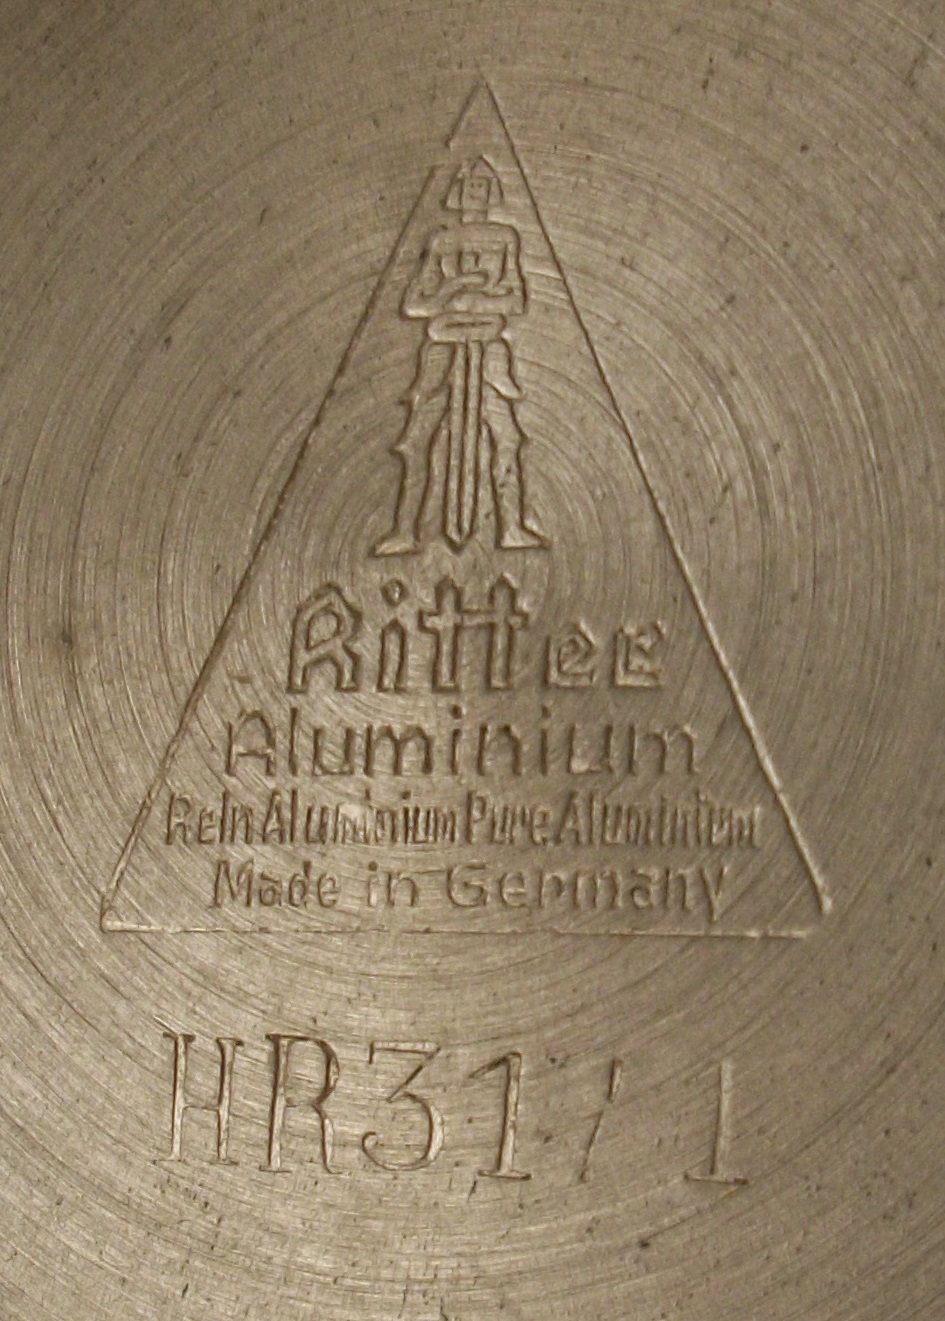 Ritter
Aluminium
Rein Aluminium Pure Aluminium
Made in Germany
HR31/1